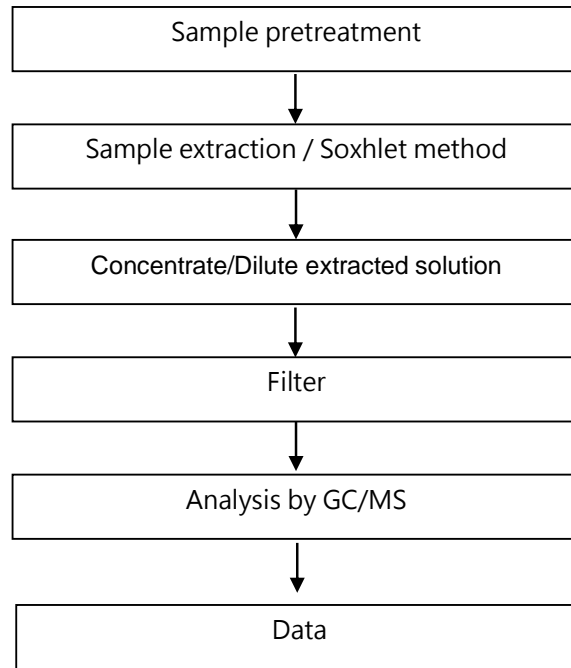 Sample pretreatment
Sample extraction / Soxhlet method
Concentrate/Dilute extracted solution
Filter
Analysis by GC/MS
Data